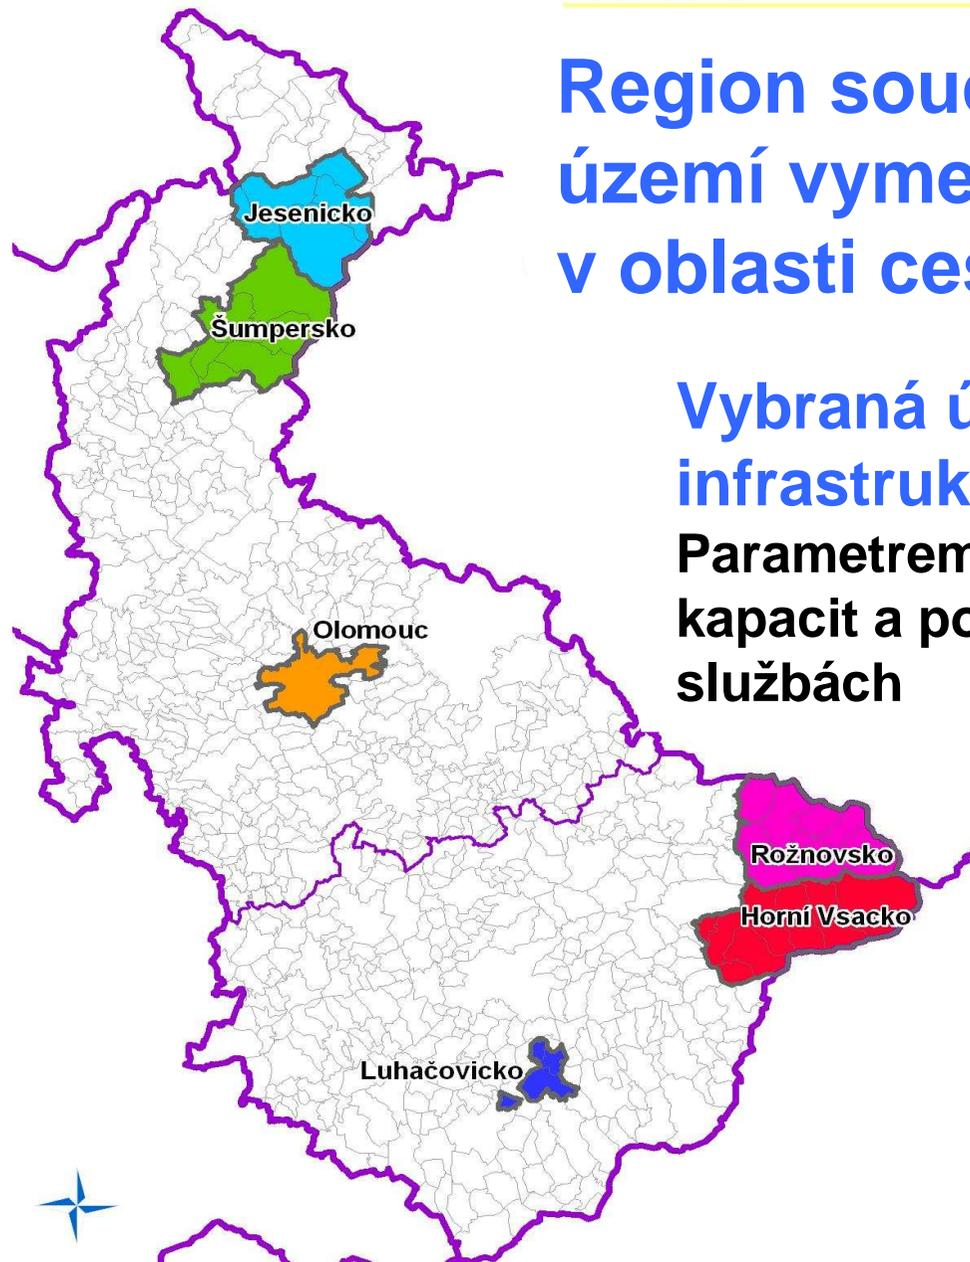 Region souc
území vyme
v oblasti ces
Vybraná ú
infrastruk
Parametrem
kapacit a po
službách
Jesenicko
Šumpersko
Olomouc
Rožnovsko
Horní Vsacko
Luhačovicko